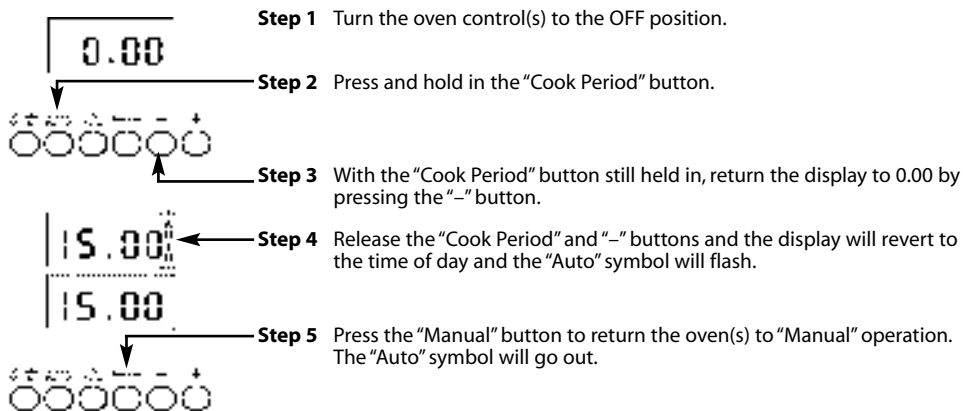 Step 1 Turn the oven control(s) to the OFF position.
0.00
Step 2 Press and hold in the “Cook Period” button.
– +
Step 3 With the “Cook Period” button still held in, return the display to 0.00 by
pressing the “–” button.
15.00
Step 4 Release the “Cook Period” and “–” buttons and the display will revert to
the time of day and the “Auto” symbol will flash.
15.00
Step 5 Press the “Manual” button to return the oven(s) to “Manual” operation.
The “Auto” symbol will go out.
– +